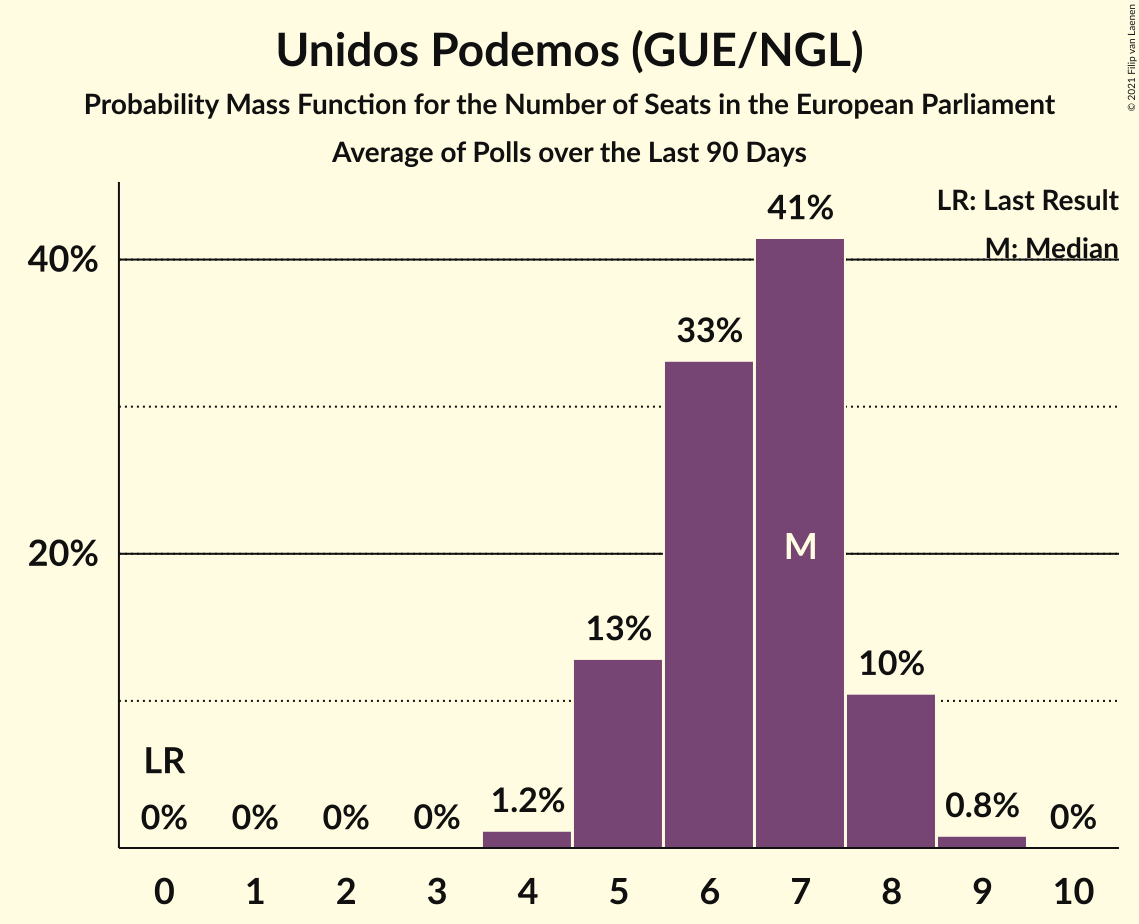 Unidos Podemos (GUE/NGL)
Probability Mass Function for the Number of Seats in the European Parliament
Average of Polls over the Last 90 Days
© 2021 Filip van Laenen
LR: Last Result
M: Median
40%
20%
LR
0%
0%
0%
0%
1.2%
13%
33%
41%
M
10%
0.8%
0%
0 1 2 3 4 5 6 7 8 9 10